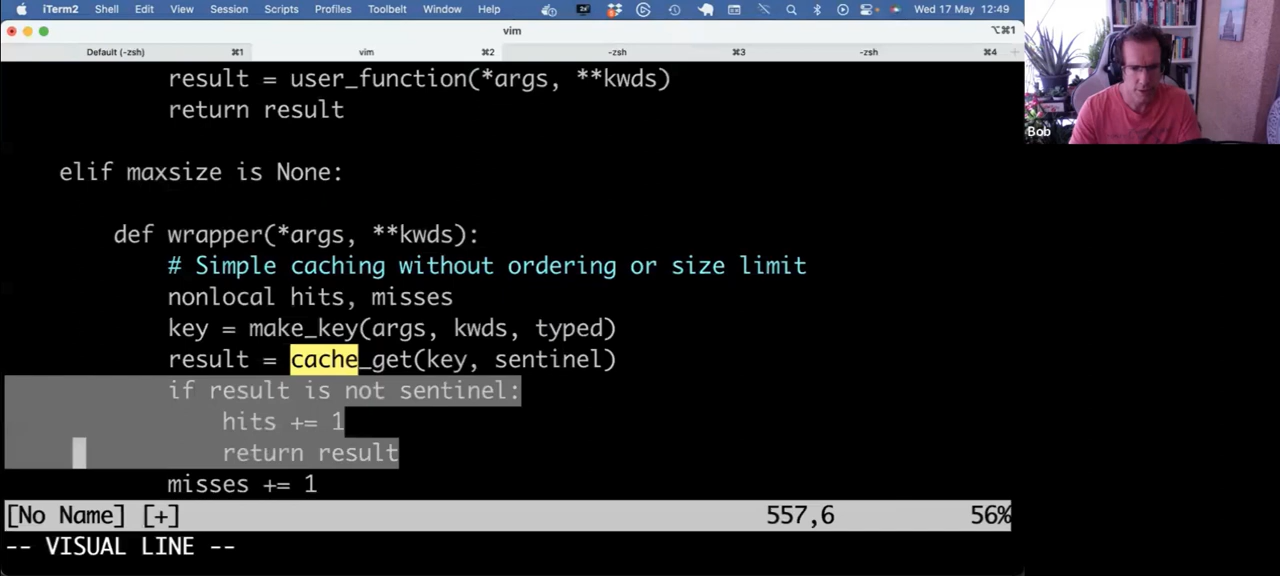 iTerm2 Shell Edit View Session Scripts Profiles Toolbelt Window Help Wed 17 May 12:49
vim ⌥⌘1
Default (-zsh) ⌘1 vim ⌘2 -zsh ⌘3 -zsh ⌘4 +
result = user_function(*args, **kwds)
return result
elif maxsize is None:
def wrapper(*args, **kwds):
# Simple caching without ordering or size limit
nonlocal hits, misses
key = make_key(args, kwds, typed)
result = cache_get(key, sentinel)
if result is not sentinel:
hits += 1
return result
misses += 1
[No Name] [+] 557,6 56%
-- VISUAL LINE --
Bob